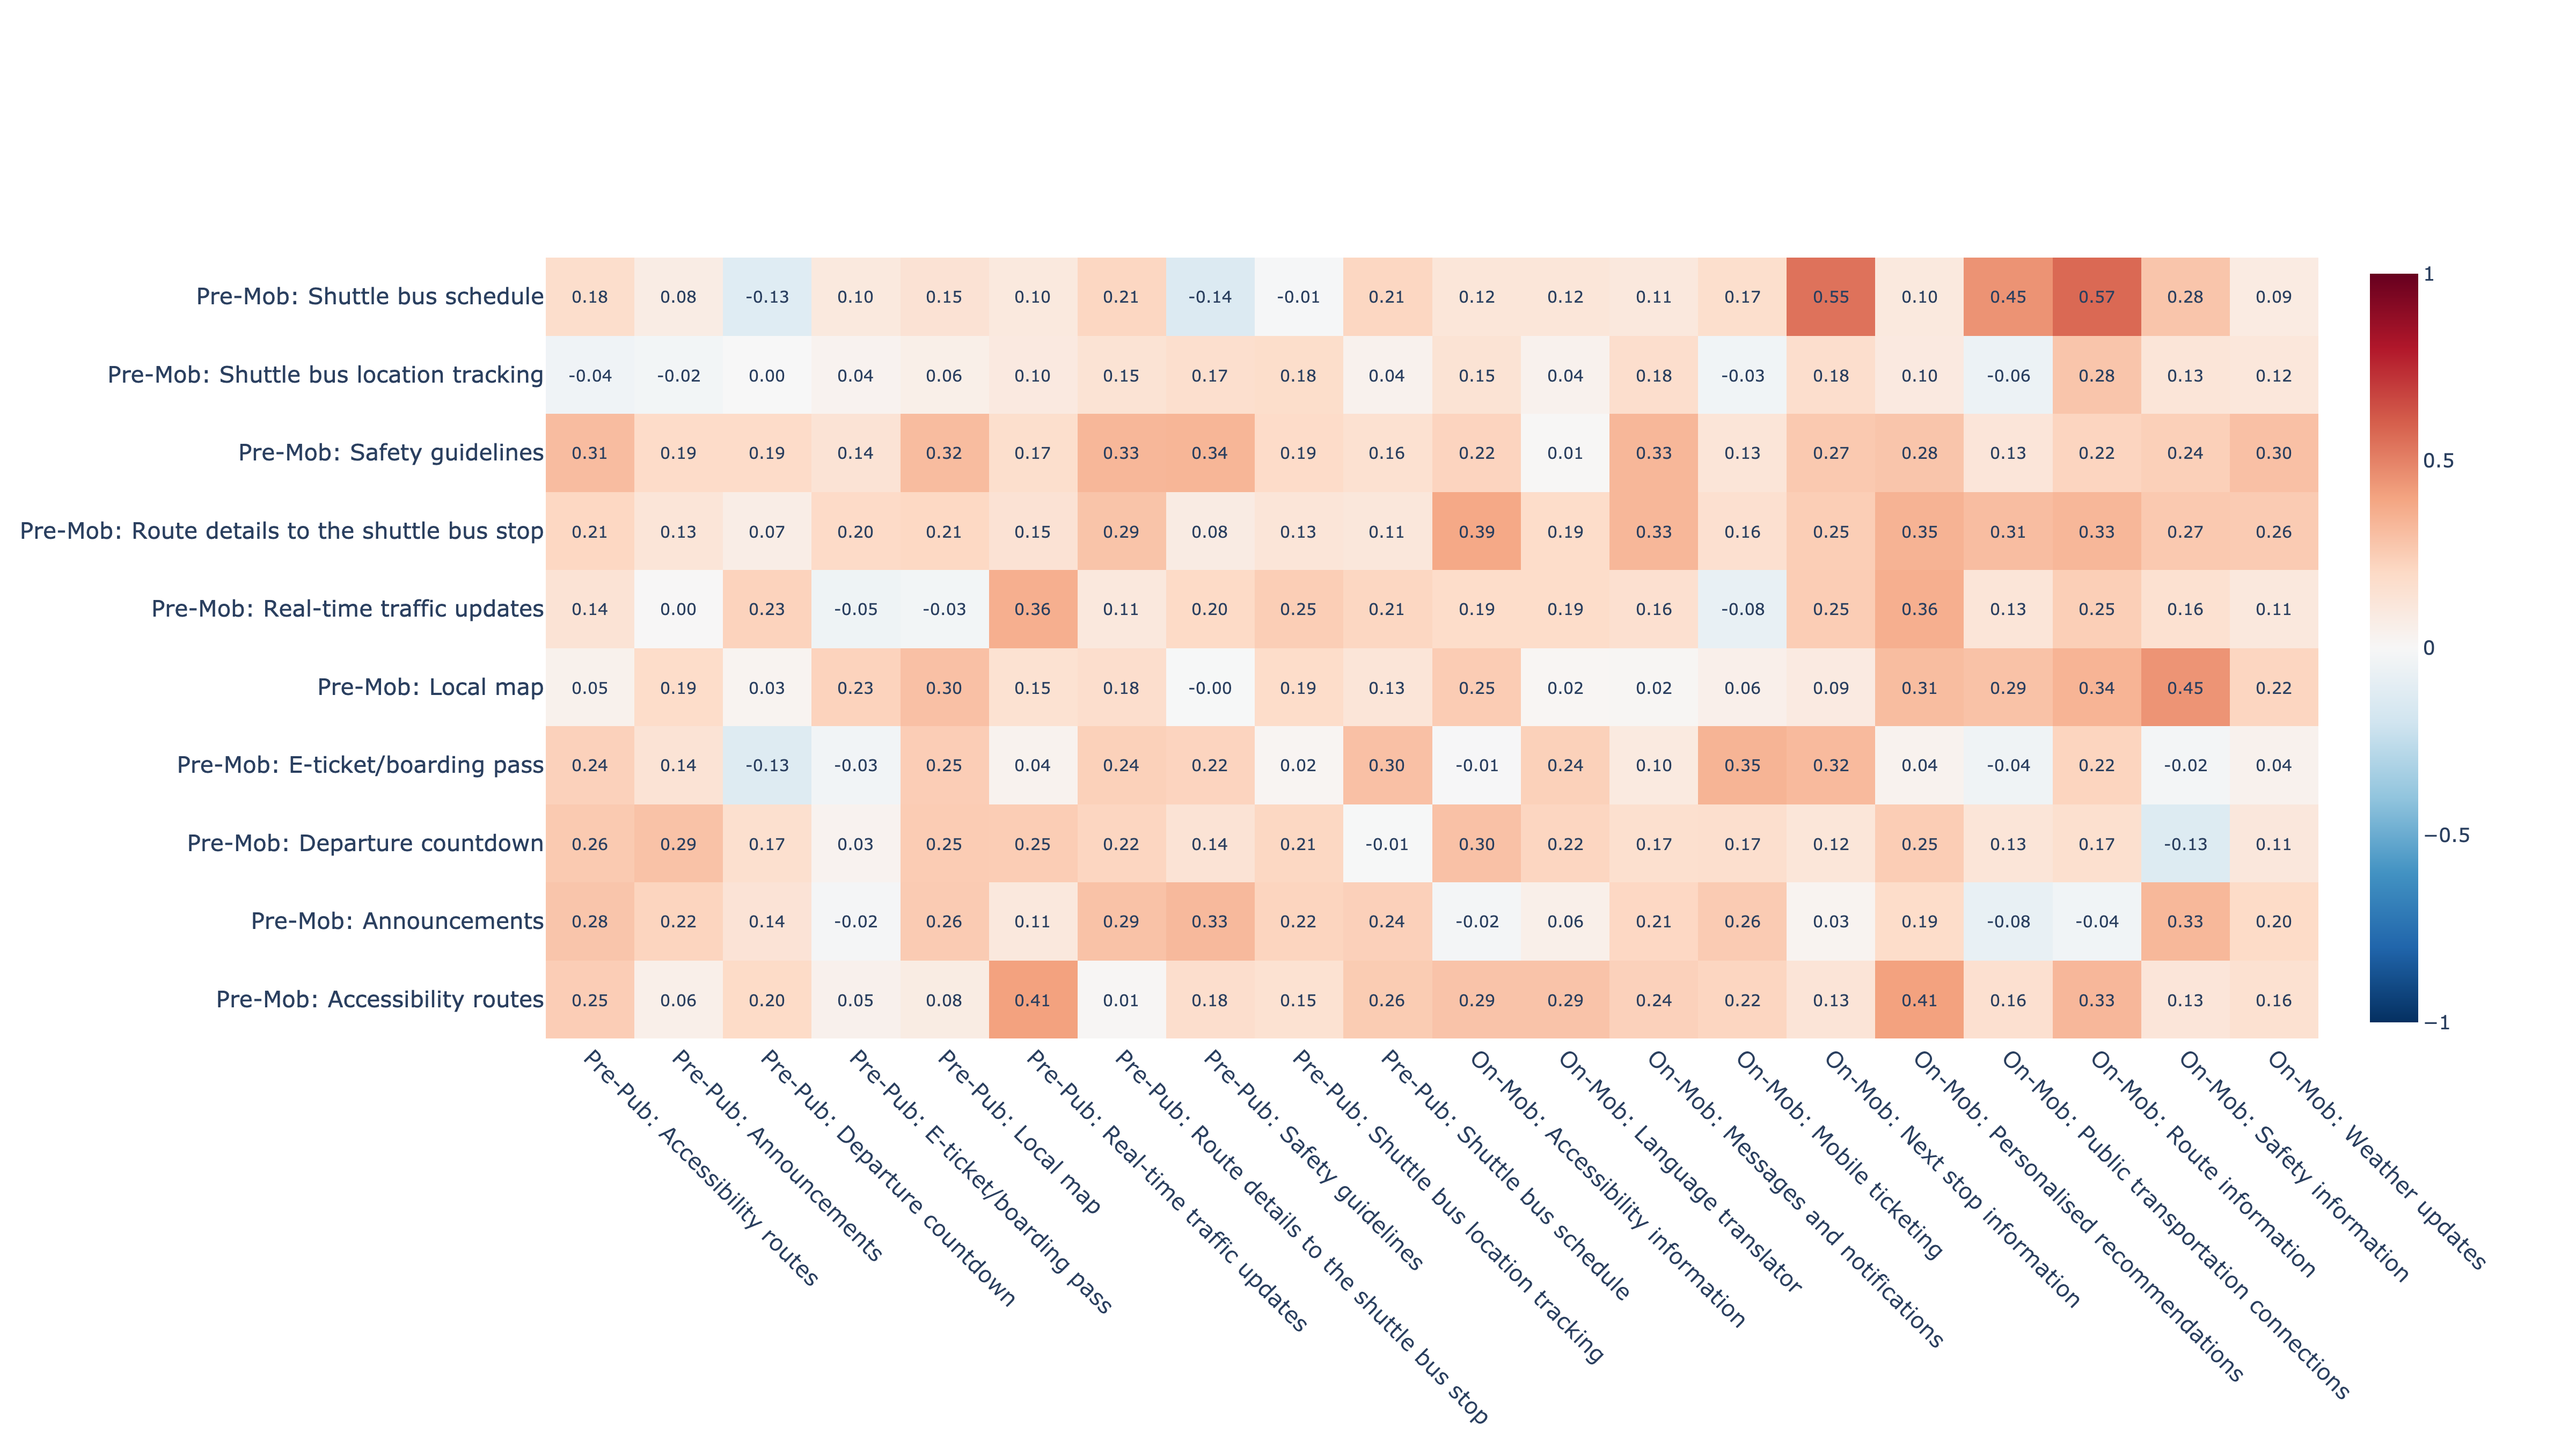 Pre-Mob: Shuttle bus schedule 0.18 0.08 -0.13 0.10 0.15 0.10 0.21 -0.14 -0.01 0.21 0.12 0.12 0.11 0.17 0.55 0.10 0.45 0.57 0.28 0.09
Pre-Mob: Shuttle bus location tracking -0.04 -0.02 0.00 0.04 0.06 0.10 0.15 0.17 0.18 0.04 0.15 0.04 0.18 -0.03 0.18 0.10 -0.06 0.28 0.13 0.12
Pre-Mob: Safety guidelines 0.31 0.19 0.19 0.14 0.32 0.17 0.33 0.34 0.19 0.16 0.22 0.01 0.33 0.13 0.27 0.28 0.13 0.22 0.24 0.30
Pre-Mob: Route details to the shuttle bus stop 0.21 0.13 0.07 0.20 0.21 0.15 0.29 0.08 0.13 0.11 0.39 0.19 0.33 0.16 0.25 0.35 0.31 0.33 0.27 0.26
Pre-Mob: Real-time traffic updates 0.14 0.00 0.23 -0.05 -0.03 0.36 0.11 0.20 0.25 0.21 0.19 0.19 0.16 -0.08 0.25 0.36 0.13 0.25 0.16 0.11
Pre-Mob: Local map 0.05 0.19 0.03 0.23 0.30 0.15 0.18 -0.00 0.19 0.13 0.25 0.02 0.02 0.06 0.09 0.31 0.29 0.34 0.45 0.22
Pre-Mob: E-ticket/boarding pass 0.24 0.14 -0.13 -0.03 0.25 0.04 0.24 0.22 0.02 0.30 -0.01 0.24 0.10 0.35 0.32 0.04 -0.04 0.22 -0.02 0.04
Pre-Mob: Departure countdown 0.26 0.29 0.17 0.03 0.25 0.25 0.22 0.14 0.21 -0.01 0.30 0.22 0.17 0.17 0.12 0.25 0.13 0.17 -0.13 0.11
Pre-Mob: Announcements 0.28 0.22 0.14 -0.02 0.26 0.11 0.29 0.33 0.22 0.24 -0.02 0.06 0.21 0.26 0.03 0.19 -0.08 -0.04 0.33 0.20
Pre-Mob: Accessibility routes 0.25 0.06 0.20 0.05 0.08 0.41 0.01 0.18 0.15 0.26 0.29 0.29 0.24 0.22 0.13 0.41 0.16 0.33 0.13 0.16
Pre-Pub: Accessibility routes
Pre-Pub: Announcements
Pre-Pub: Departure countdown
Pre-Pub: E-ticket/boarding pass
Pre-Pub: Local map
Pre-Pub: Real-time traffic updates
Pre-Pub: Route details to the shuttle bus stop
Pre-Pub: Safety guidelines
Pre-Pub: Shuttle bus location tracking
Pre-Pub: Shuttle bus schedule
On-Mob: Accessibility information
On-Mob: Language translator
On-Mob: Messages and notifications
On-Mob: Mobile ticketing
On-Mob: Next stop information
On-Mob: Personalised recommendations
On-Mob: Public transportation connections
On-Mob: Route information
On-Mob: Safety information
On-Mob: Weather updates
1
0.5
0
−0.5
−1